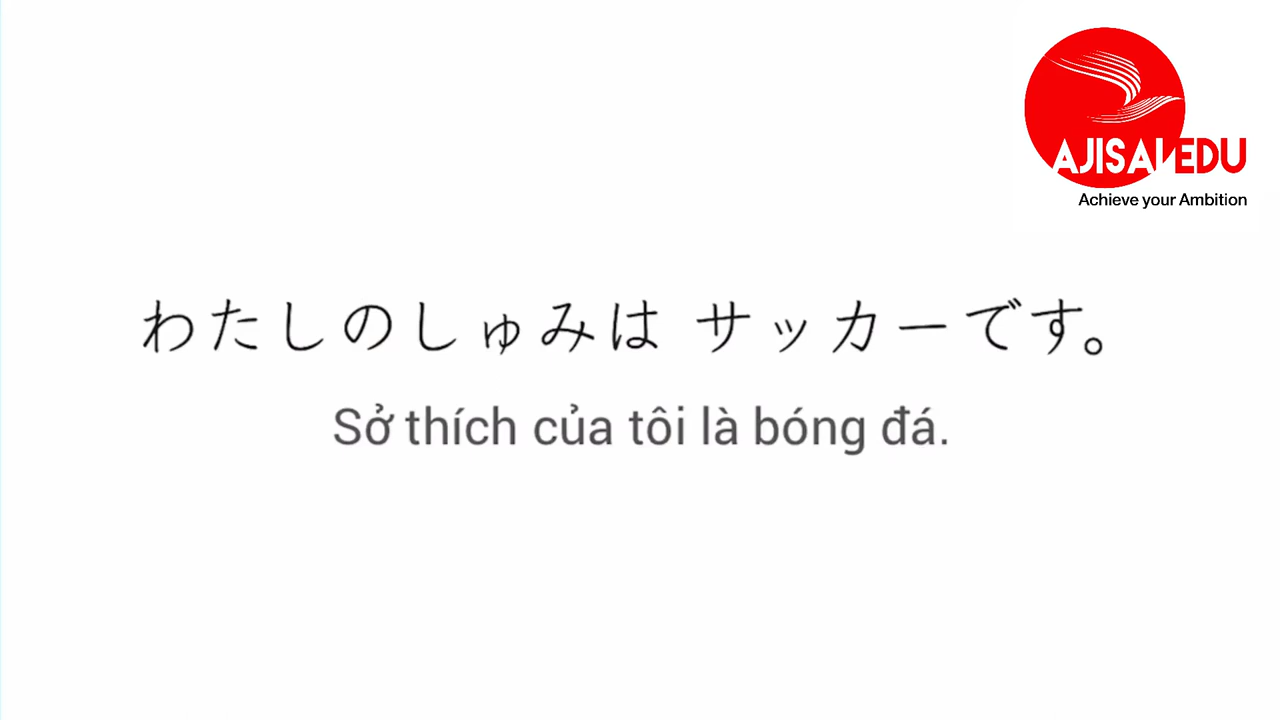 AJISAI EDU
Achieve your Ambition
わたしのしゅみは サッカーです。
Sở thích của tôi là bóng đá.